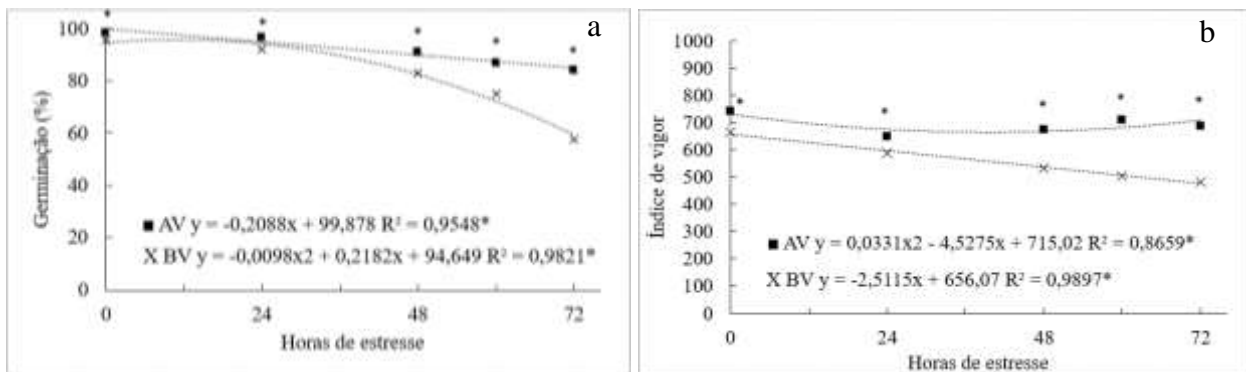 a
100
80
60
40
20
0
Germinação (%)
■ AV y = -0,2088x + 99,878 R² = 0,9548*
X BV y = -0,0098x2 + 0,2182x + 94,649 R² = 0,9821*
0 24 48 72
Horas de estresse
b
1000
900
800
700
600
500
400
300
200
100
0
Índice de vigor
■ AV y = 0,0331x2 - 4,5275x + 715,02 R² = 0,8659*
X BV y = -2,5115x + 656,07 R² = 0,9897*
0 24 48 72
Horas de estresse